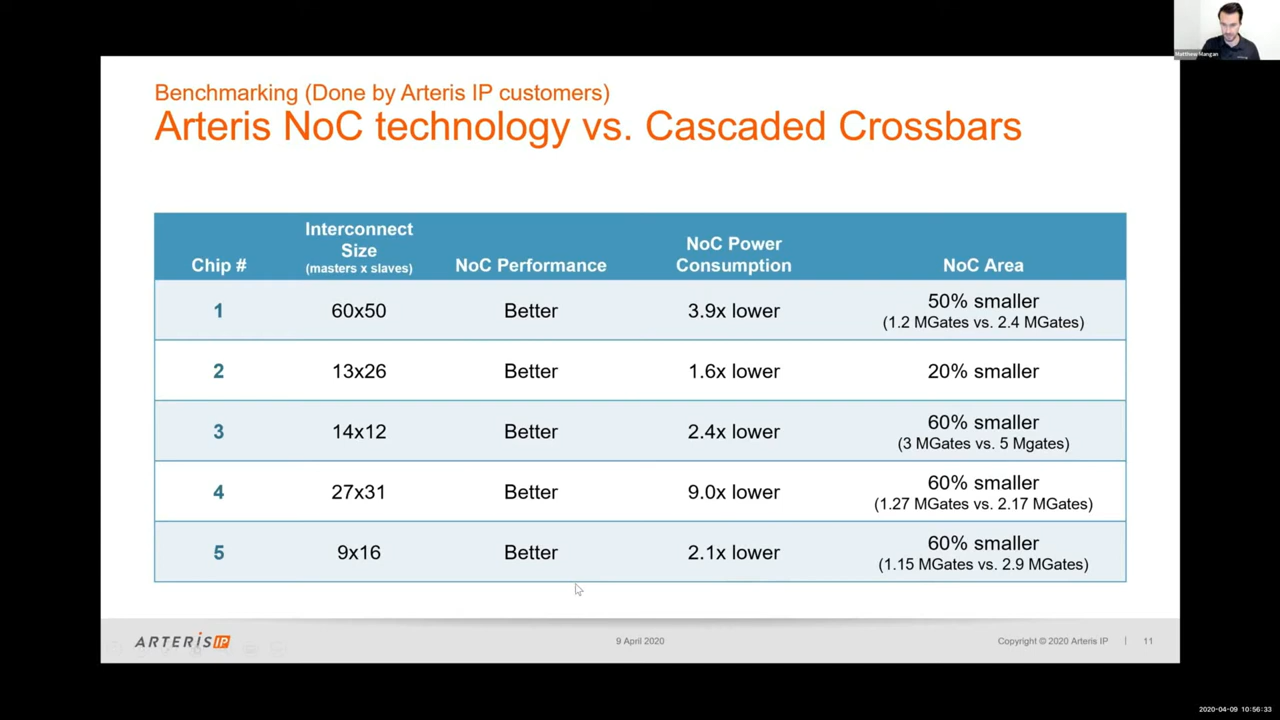 Matthew Mangan
Benchmarking (Done by Arteris IP customers)
Arteris NoC technology vs. Cascaded Crossbars
Chip #
Interconnect
Size
(masters x slaves)
NoC Performance
NoC Power
Consumption
NoC Area
1
60x50
Better
3.9x lower
50% smaller
(1.2 MGates vs. 2.4 MGates)
2
13x26
Better
1.6x lower
20% smaller
3
14x12
Better
2.4x lower
60% smaller
(3 MGates vs. 5 Mgates)
4
27x31
Better
9.0x lower
60% smaller
(1.27 MGates vs. 2.17 MGates)
5
9x16
Better
2.1x lower
60% smaller
(1.15 MGates vs. 2.9 MGates)
ARTERIS IP
9 April 2020
Copyright © 2020 Arteris IP
11
2020-04-09 10:56:33